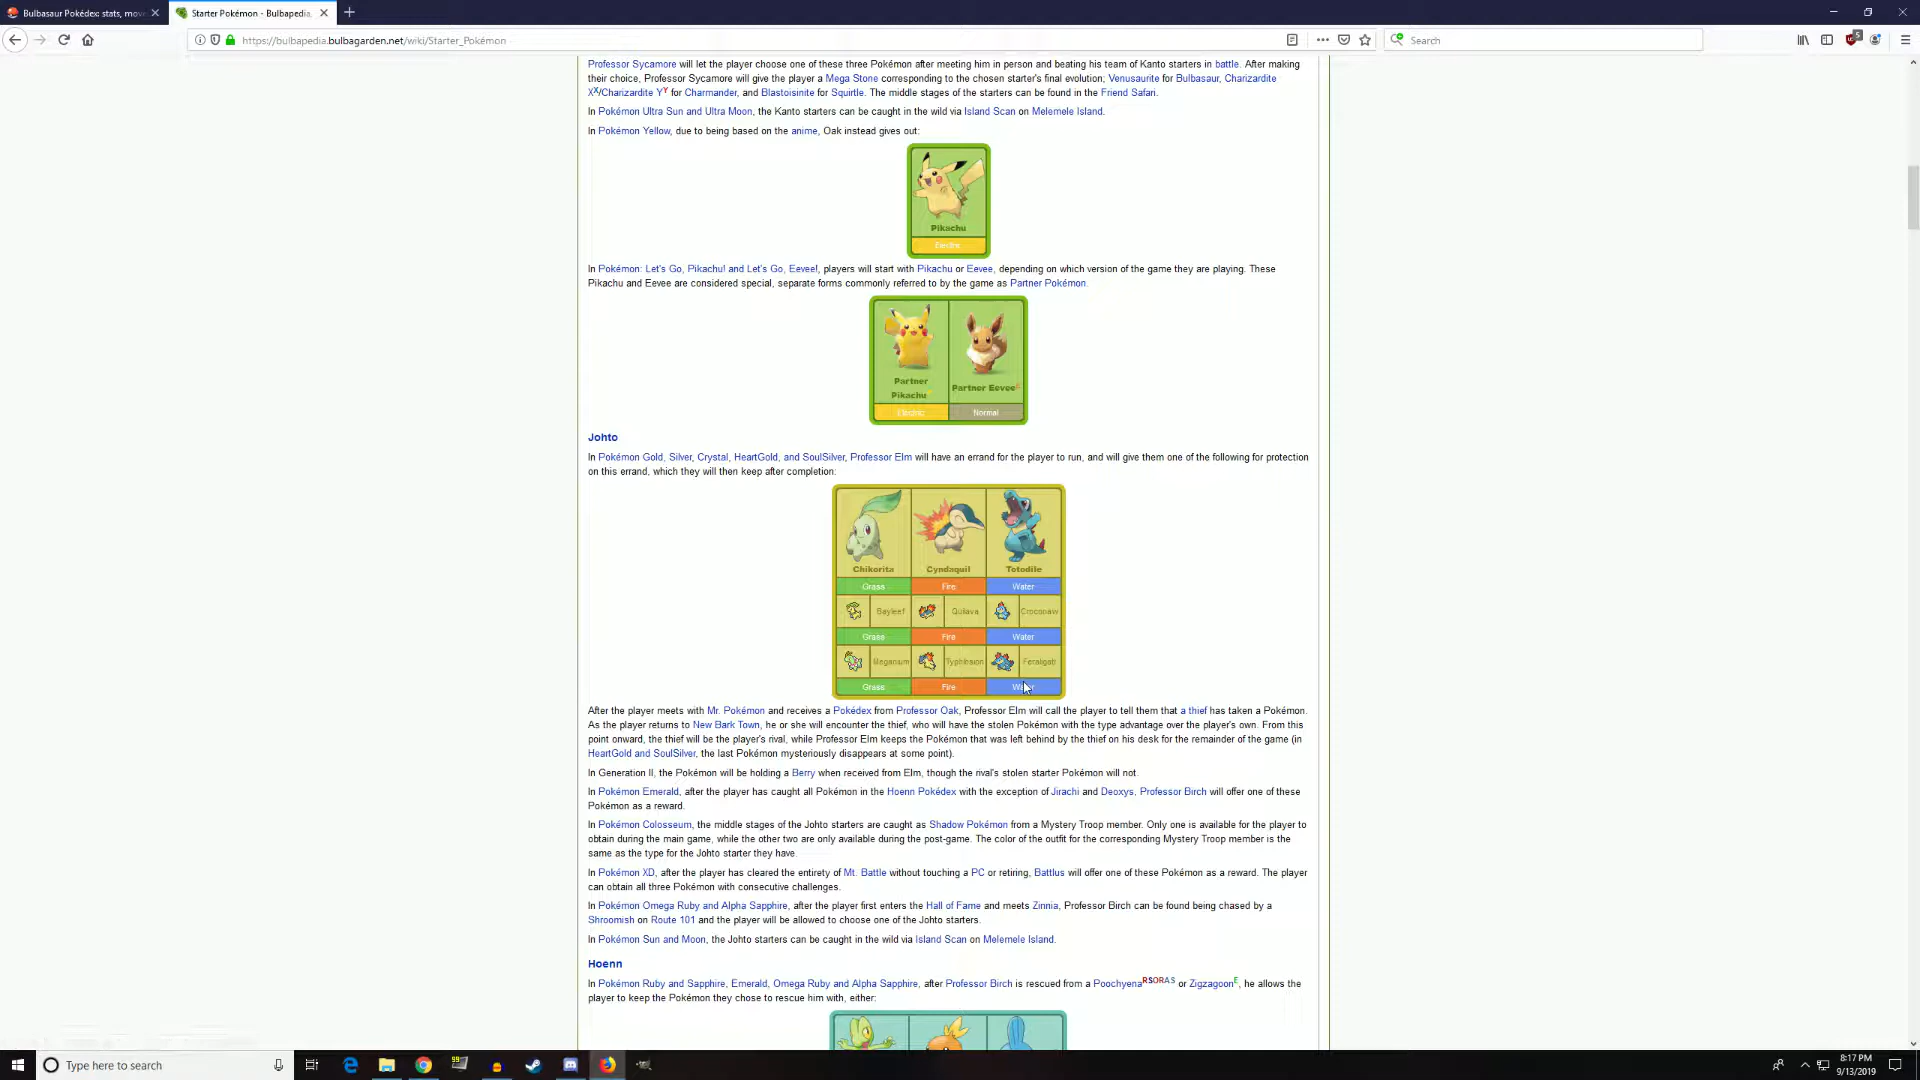 Bulbasaur Pokédex: stats, mov
Starter Pokémon - Bulbapedia,
https://bulbapedia.bulbagarden.net/wiki/Starter_Pokémon
Search
5
Professor Sycamore will let the player choose one of these three Pokémon after meeting him in person and beating his team of Kanto starters in battle. After making
their choice, Professor Sycamore will give the player a Mega Stone corresponding to the chosen starter's final evolution; Venusaurite for Bulbasaur, Charizardite
XX/Charizardite YY for Charmander, and Blastoisinite for Squirtle. The middle stages of the starters can be found in the Friend Safari.
In Pokémon Ultra Sun and Ultra Moon, the Kanto starters can be caught in the wild via Island Scan on Melemele Island.
In Pokémon Yellow, due to being based on the anime, Oak instead gives out:
Pikachu
Electric
In Pokémon: Let's Go, Pikachu! and Let's Go, Eevee!, players will start with Pikachu or Eevee, depending on which version of the game they are playing. These
Pikachu and Eevee are considered special, separate forms commonly referred to by the game as Partner Pokémon.
Partner Pikachu
Partner Eevee
Electric
Normal
Johto
In Pokémon Gold, Silver, Crystal, HeartGold, and SoulSilver, Professor Elm will have an errand for the player to run, and will give them one of the following for protection
on this errand, which they will then keep after completion:
Chikorita Cyndaquil Totodile
Grass Fire Water
Bayleef Quilava Croconaw
Grass Fire Water
Meganium Typhlosion Feraligatr
Grass Fire Water
After the player meets with Mr. Pokémon and receives a Pokédex from Professor Oak, Professor Elm will call the player to tell them that a thief has taken a Pokémon.
As the player returns to New Bark Town, he or she will encounter the thief, who will have the stolen Pokémon with the type advantage over the player's own. From this
point onward, the thief will be the player's rival, while Professor Elm keeps the Pokémon that was left behind by the thief on his desk for the remainder of the game (in
HeartGold and SoulSilver, the last Pokémon mysteriously disappears at some point).
In Generation II, the Pokémon will be holding a Berry when received from Elm, though the rival's stolen starter Pokémon will not.
In Pokémon Emerald, after the player has caught all Pokémon in the Hoenn Pokédex with the exception of Jirachi and Deoxys, Professor Birch will offer one of these
Pokémon as a reward.
In Pokémon Colosseum, the middle stages of the Johto starters are caught as Shadow Pokémon from a Mystery Troop member. Only one is available for the player to
obtain during the main game, while the other two are only available during the post-game. The color of the outfit for the corresponding Mystery Troop member is the
same as the type for the Johto starter they have.
In Pokémon XD, after the player has cleared the entirety of Mt. Battle without touching a PC or retiring, Battlus will offer one of these Pokémon as a reward. The player
can obtain all three Pokémon with consecutive challenges.
In Pokémon Omega Ruby and Alpha Sapphire, after the player first enters the Hall of Fame and meets Zinnia, Professor Birch can be found being chased by a
Shroomish on Route 101 and the player will be allowed to choose one of the Johto starters.
In Pokémon Sun and Moon, the Johto starters can be caught in the wild via Island Scan on Melemele Island.
Hoenn
In Pokémon Ruby and Sapphire, Emerald, Omega Ruby and Alpha Sapphire, after Professor Birch is rescued from a PoochyenaRSORAS or ZigzagoonE, he allows the
player to keep the Pokémon they chose to rescue him with, either:
Type here to search
99
8:17 PM
9/13/2019